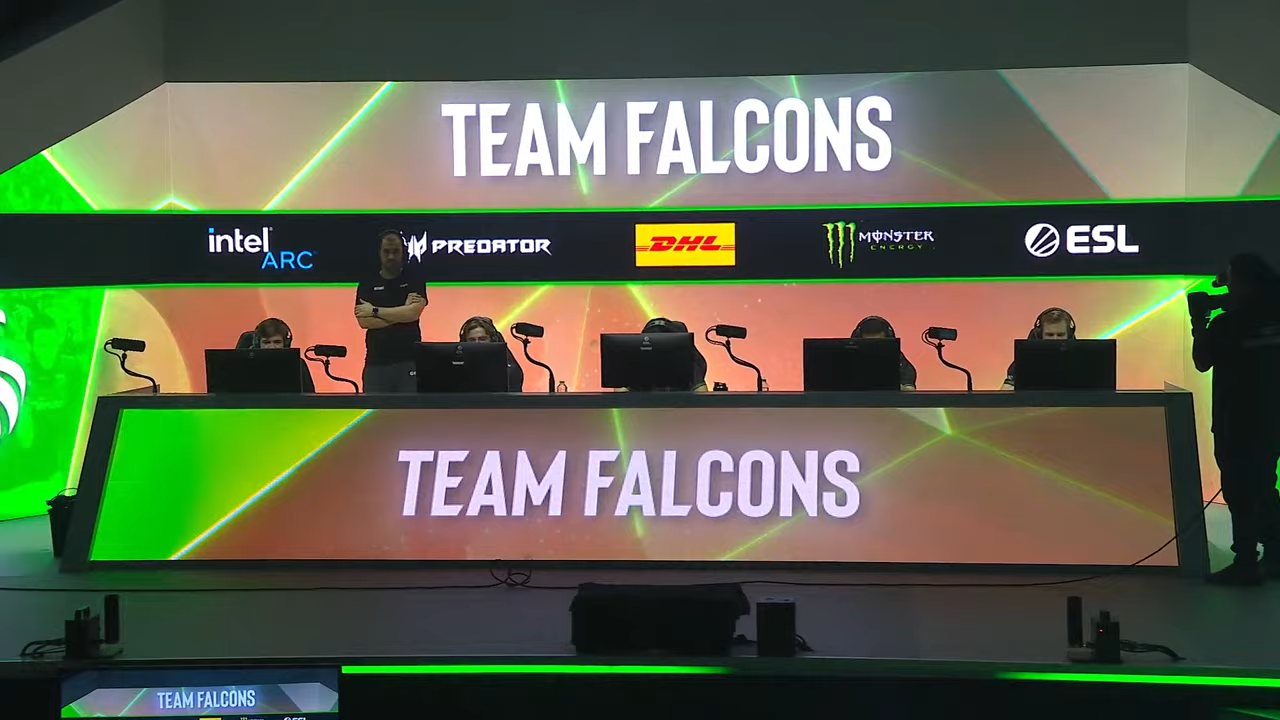 TEAM FALCONS
intel ARC
PREDATOR
DHL
MONSTER ENERGY
ESL
TEAM FALCONS
TEAM FALCONS